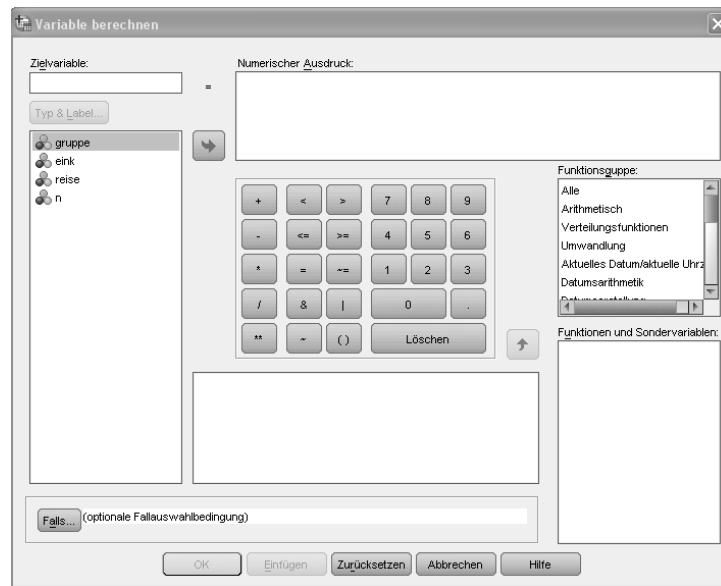 Variable berechnen
Zielvariable:
=
Numerischer Ausdruck:
Typ & Label...
gruppe
eink
reise
n
+ < > 7 8 9
- <= >= 4 5 6
* = ~= 1 2 3
/ & | 0 .
** ~ ( ) Löschen
Funktionsgruppe:
Alle
Arithmetisch
Verteilungsfunktionen
Umwandlung
Aktuelles Datum/aktuelle Uhrz
Datumsarithmetik
Funktionen und Sondervariablen:
Falls... (optionale Fallauswahlbedingung)
OK Einfügen Zurücksetzen Abbrechen Hilfe